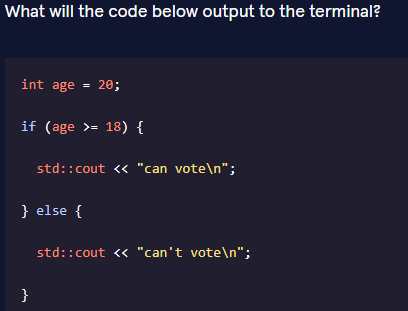 What will the code below output to the terminal?
int age = 20;
if (age >= 18) {
std::cout << "can vote\n";
} else {
std::cout << "can't vote\n";
}